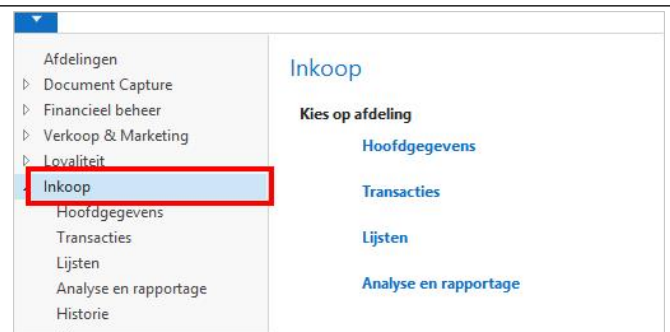 Afdelingen
Document Capture
Financieel beheer
Verkoop & Marketing
Loyaliteit
Inkoop
Hoofdgegevens
Transacties
Lijsten
Analyse en rapportage
Historie
Inkoop
Kies op afdeling
Hoofdgegevens
Transacties
Lijsten
Analyse en rapportage